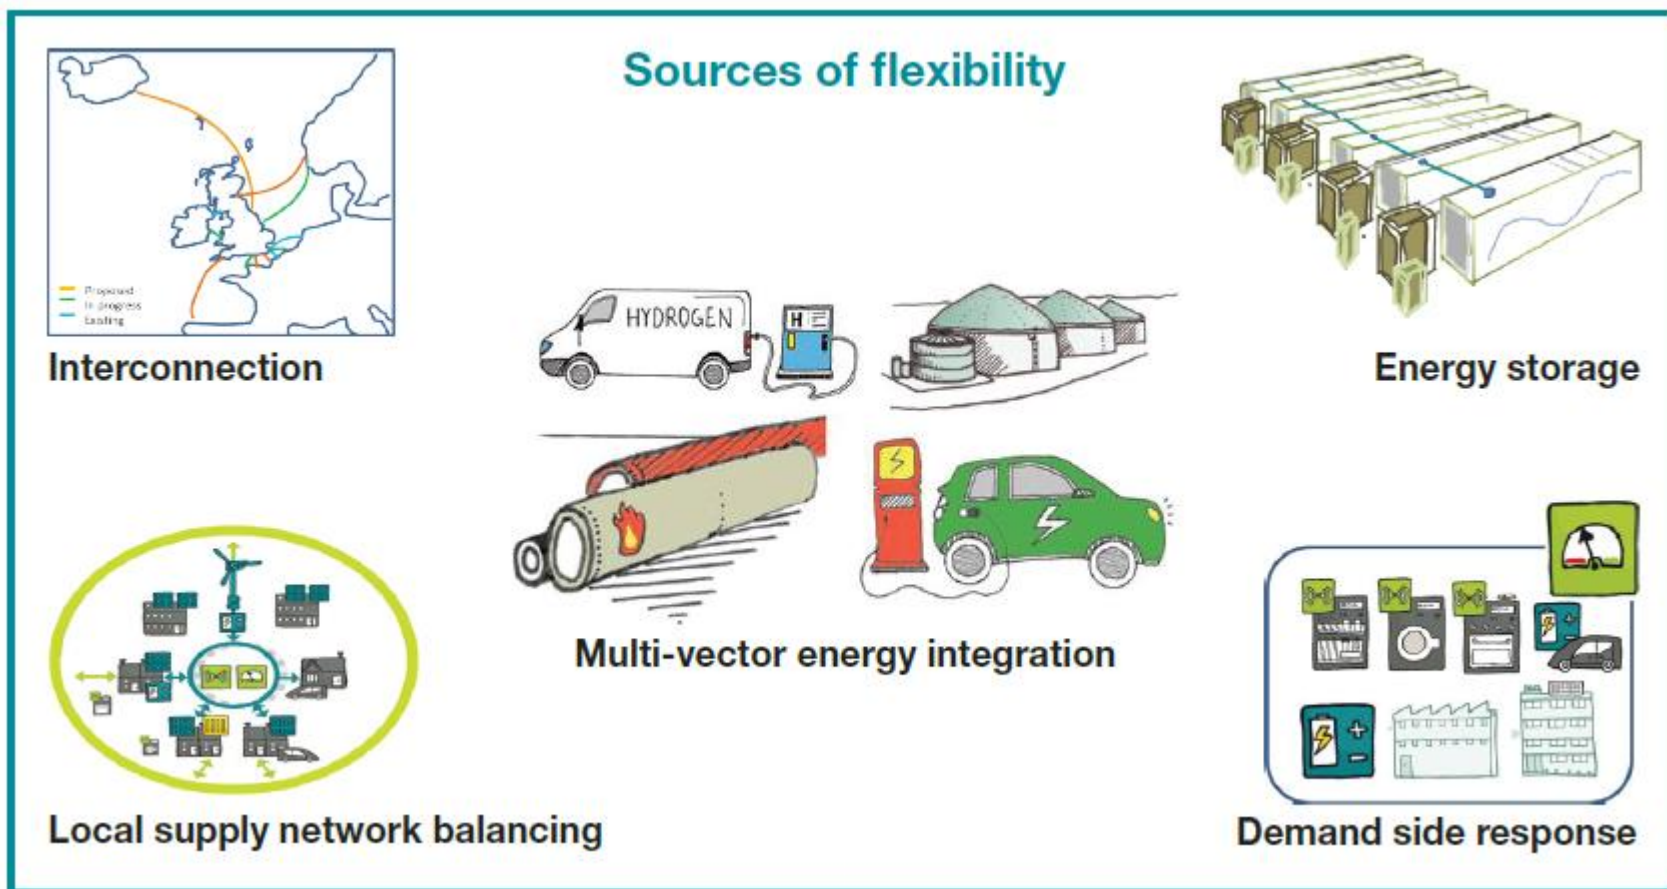 Sources of flexibility
Proposed
In progress
Existing
Interconnection
Energy storage
HYDROGEN
H
Multi-vector energy integration
Local supply network balancing
Demand side response